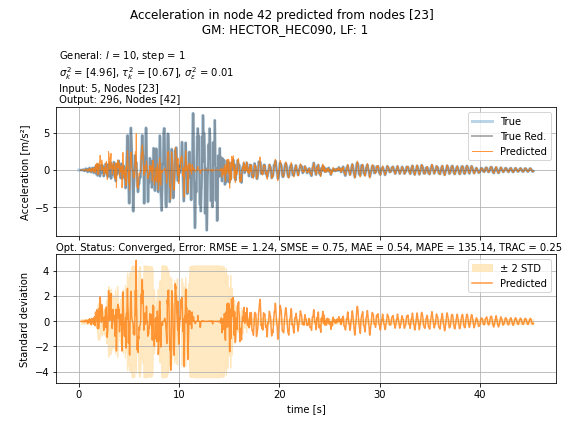 Acceleration in node 42 predicted from nodes [23]
GM: HECTOR_HEC090, LF: 1
General: l = 10, step = 1
σ²ₖ = [4.96], τ²ₖ = [0.67], σ²ε = 0.01
Input: 5, Nodes [23]
Output: 296, Nodes [42]
Acceleration [m/s²]
5
0
−5
True
True Red.
Predicted
Opt. Status: Converged, Error: RMSE = 1.24, SMSE = 0.75, MAE = 0.54, MAPE = 135.14, TRAC = 0.25
Standard deviation
4
2
0
−2
−4
± 2 STD
Predicted
0 10 20 30 40
time [s]